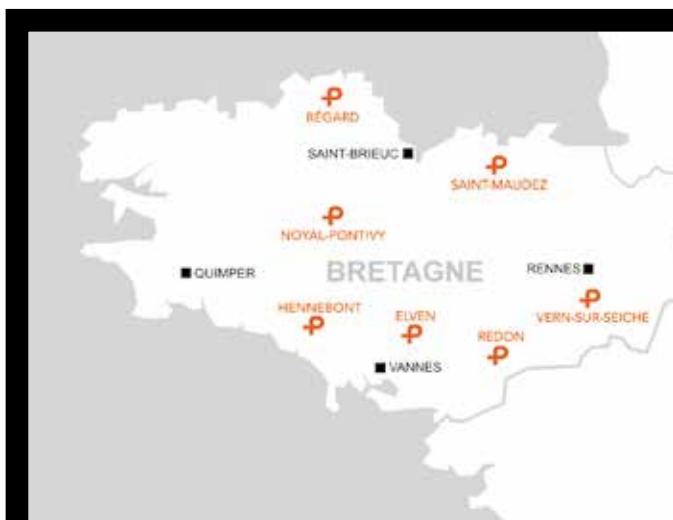 BÉGARD
SAINT-BRIEUC
SAINT-MAUDEZ
NOYAL-PONTIVY
QUIMPER
BRETAGNE
RENNES
HENNEBONT
ELVEN
VERN-SUR-SEICHE
REDON
VANNES